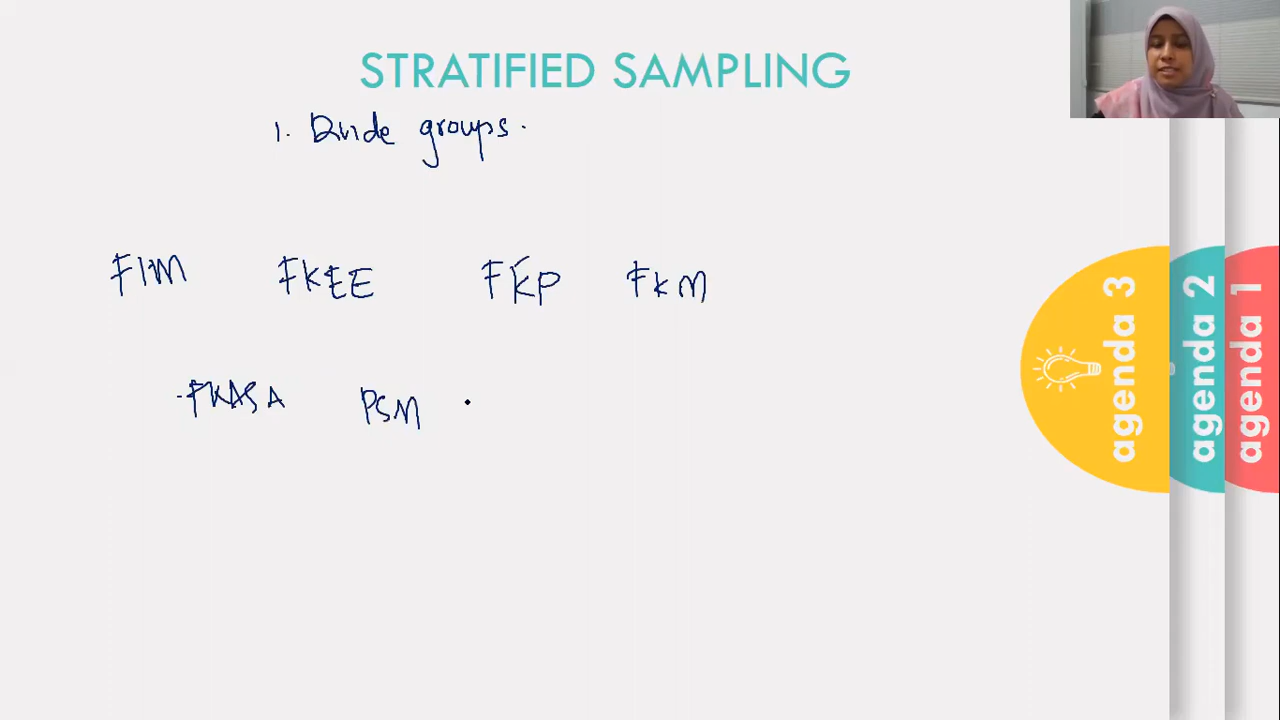 STRATIFIED SAMPLING
1. Divide groups.
FIM FKEE FKP FKM
FKASA PSM
agenda 3
agenda 2
agenda 1